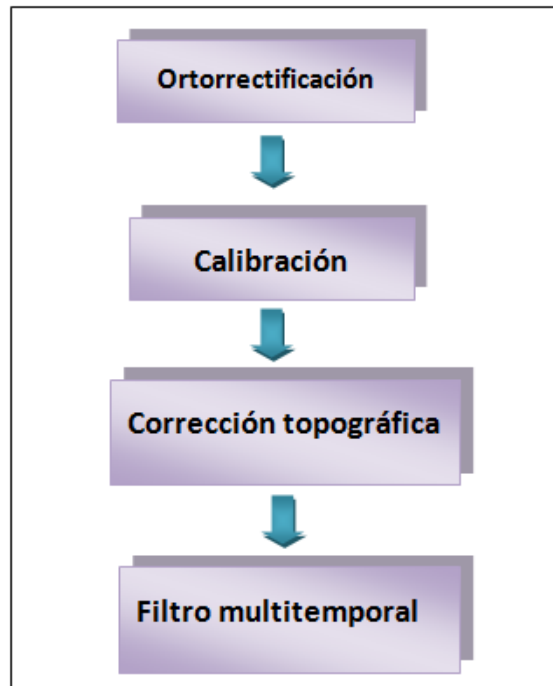 Ortorrectificación
Calibración
Corrección topográfica
Filtro multitemporal